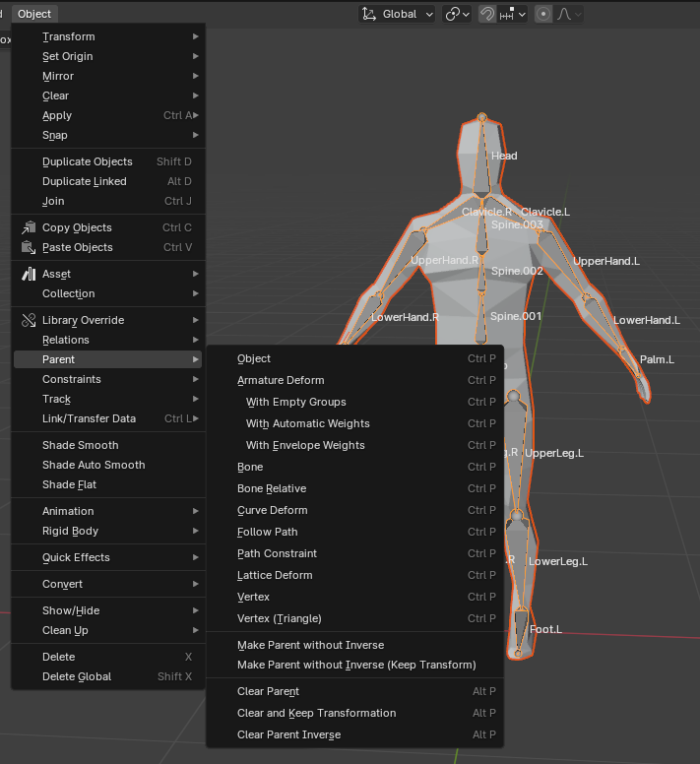 Object
Global
Transform
Set Origin
Mirror
Clear
Apply Ctrl A
Snap
Duplicate Objects Shift D
Duplicate Linked Alt D
Join Ctrl J
Copy Objects Ctrl C
Paste Objects Ctrl V
Asset
Collection
Library Override
Relations
Parent
Constraints
Track
Link/Transfer Data Ctrl L
Shade Smooth
Shade Auto Smooth
Shade Flat
Animation
Rigid Body
Quick Effects
Convert
Show/Hide
Clean Up
Delete X
Delete Global Shift X
Object Ctrl P
Armature Deform Ctrl P
With Empty Groups Ctrl P
With Automatic Weights Ctrl P
With Envelope Weights Ctrl P
Bone Ctrl P
Bone Relative Ctrl P
Curve Deform Ctrl P
Follow Path Ctrl P
Path Constraint Ctrl P
Lattice Deform Ctrl P
Vertex Ctrl P
Vertex (Triangle) Ctrl P
Make Parent without Inverse
Make Parent without Inverse (Keep Transform)
Clear Parent Alt P
Clear and Keep Transformation Alt P
Clear Parent Inverse Alt P
Head
Clavicle.R Clavicle.L
Spine.003
UpperHand.R UpperHand.L
Spine.002
LowerHand.R Spine.001 LowerHand.L
Palm.L
UpperLeg.L
LowerLeg.L
Foot.L